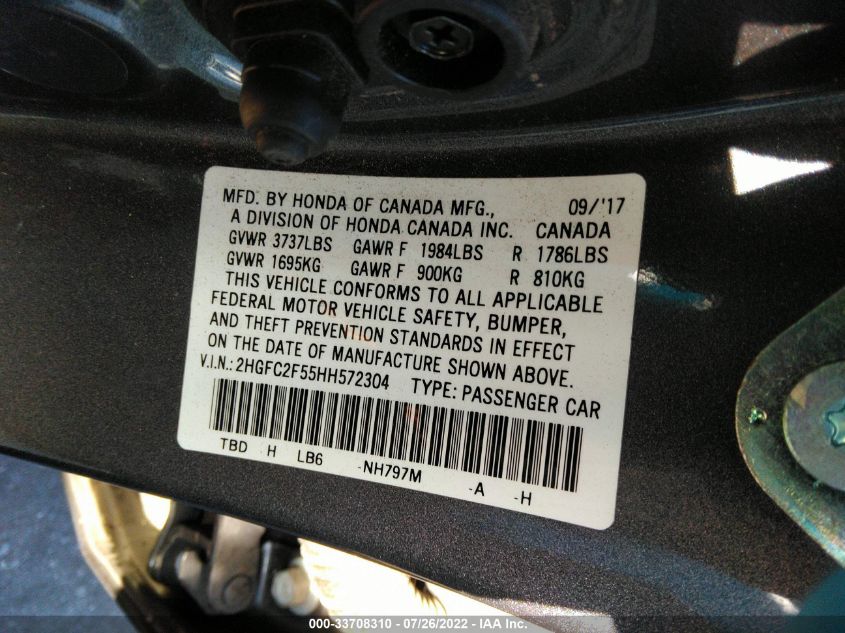 MFD. BY HONDA OF CANADA MFG., 09/'17
A DIVISION OF HONDA CANADA INC. CANADA
GVWR 3737LBS GAWR F 1984LBS R 1786LBS
GVWR 1695KG GAWR F 900KG R 810KG
THIS VEHICLE CONFORMS TO ALL APPLICABLE
FEDERAL MOTOR VEHICLE SAFETY, BUMPER,
AND THEFT PREVENTION STANDARDS IN EFFECT
ON THE DATE OF MANUFACTURE SHOWN ABOVE.
V.I.N.: 2HGFC2F55HH572304 TYPE: PASSENGER CAR
TBD H LB6 -NH797M -A -H
000-33708310 - 07/26/2022 - IAA Inc.